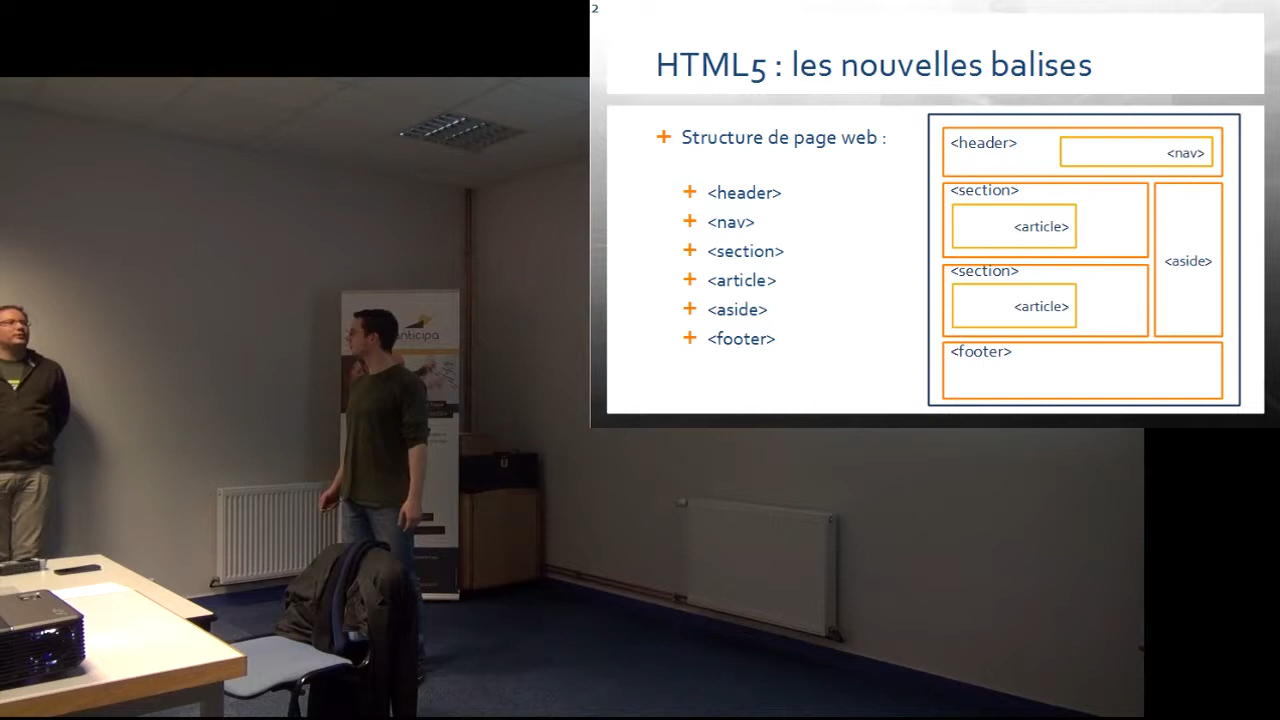 2
HTML5 : les nouvelles balises
Structure de page web :
<header>
<nav>
<section>
<article>
<aside>
<footer>
<header>
<nav>
<section>
<article>
<section>
<article>
<aside>
<footer>
anticipa